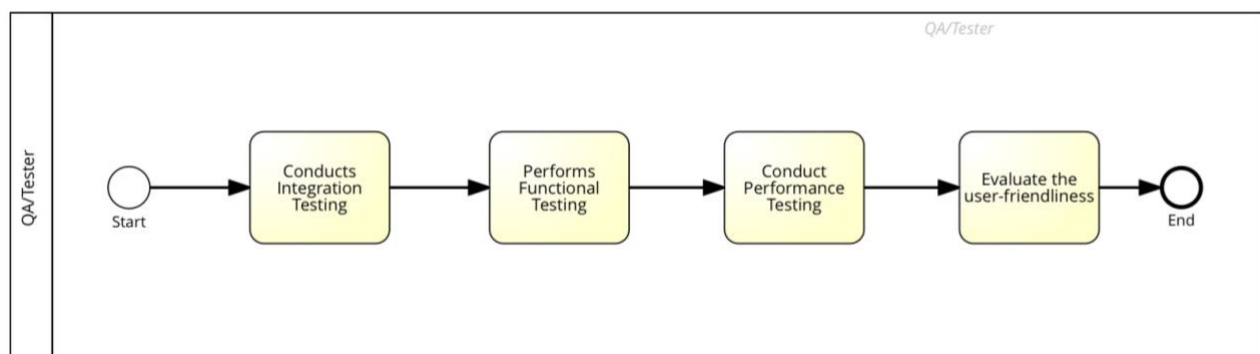 QA/Tester
QA/Tester
Start
Conducts
Integration
Testing
Performs
Functional
Testing
Conduct
Performance
Testing
Evaluate the
user-friendliness
End